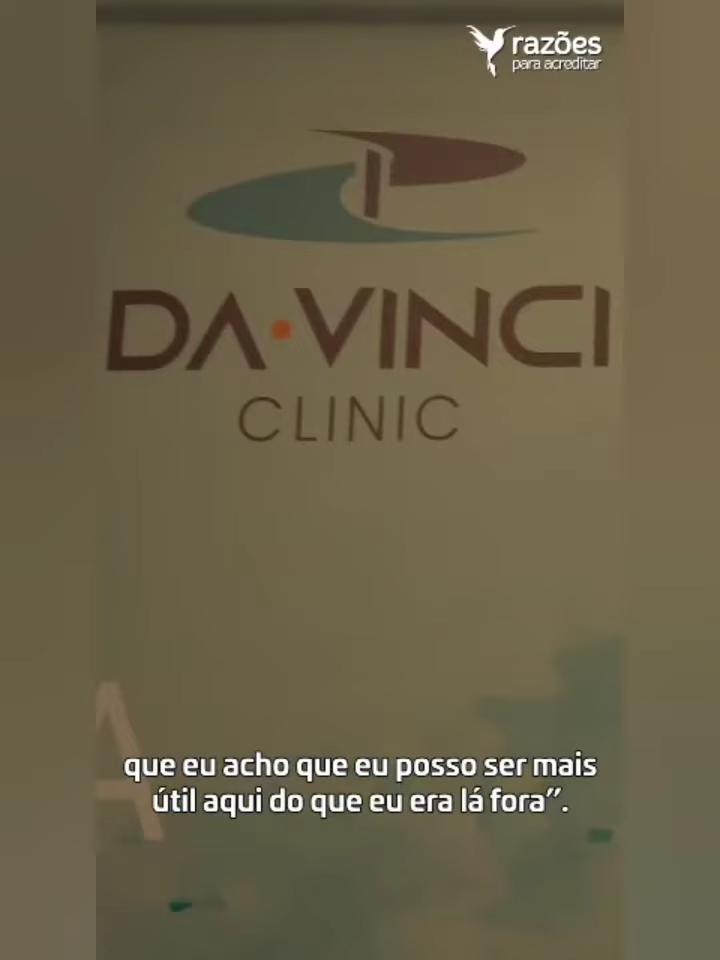 razões
para acreditar
DA·VINCI
CLINIC
A
que eu acho que eu posso ser mais
útil aqui do que eu era lá fora”.